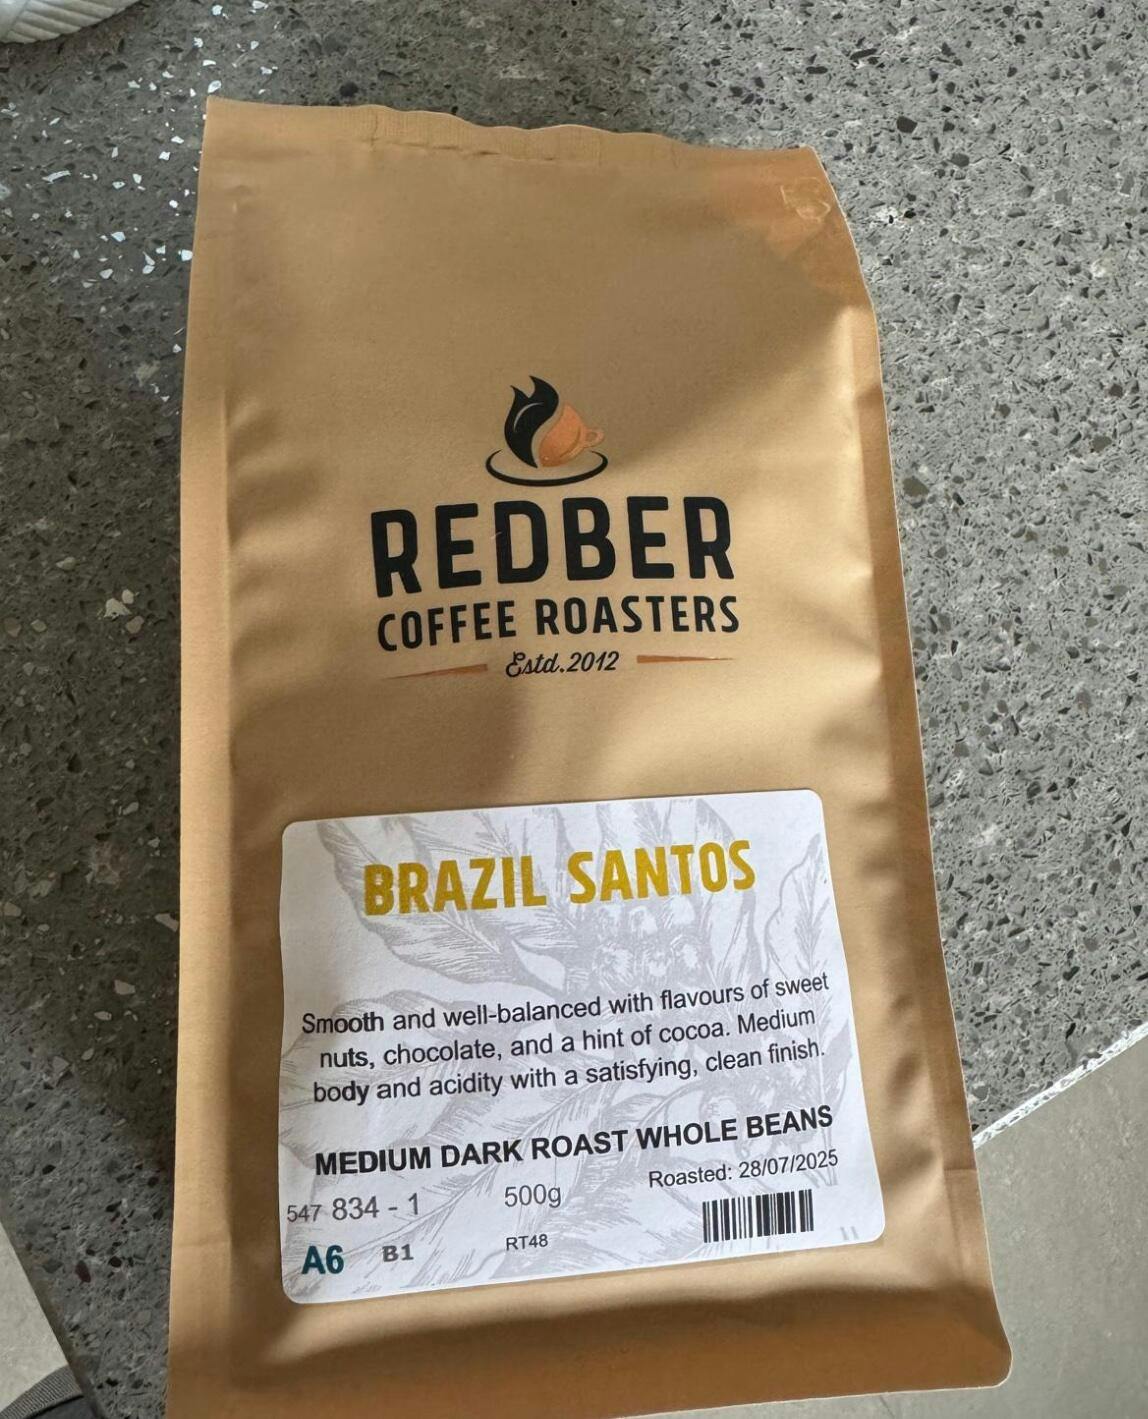 REDBER
COFFEE ROASTERS
Estd.2012
BRAZIL SANTOS
Smooth and well-balanced with flavours of sweet
nuts, chocolate, and a hint of cocoa. Medium
body and acidity with a satisfying, clean finish.
MEDIUM DARK ROAST WHOLE BEANS
547 834 - 1 500g Roasted: 28/07/2025
A6 B1 RT48